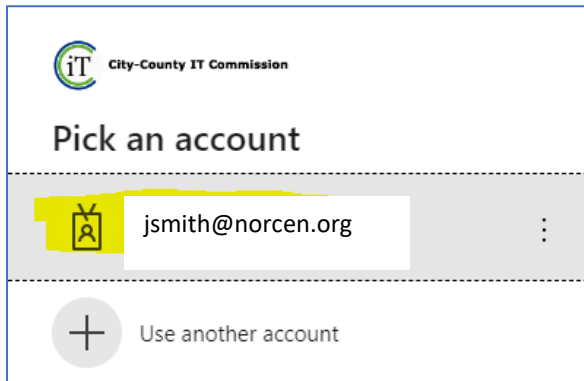 iT City-County IT Commission
Pick an account
jsmith@norcen.org
Use another account